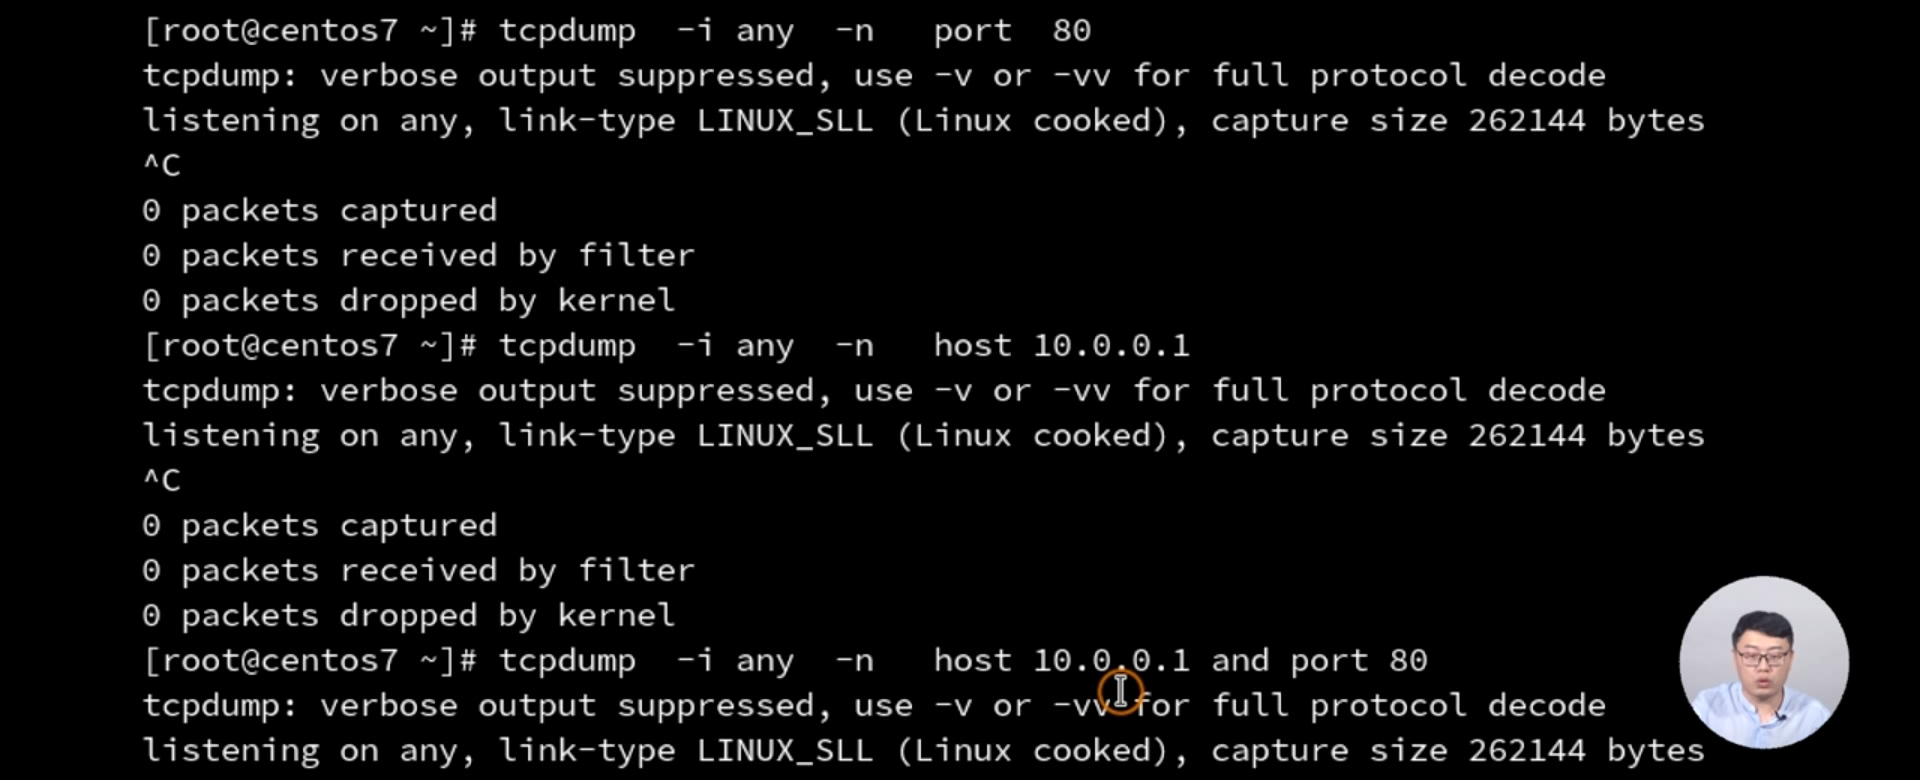 [root@centos7 ~]# tcpdump  -i any  -n   port  80
tcpdump: verbose output suppressed, use -v or -vv for full protocol decode
listening on any, link-type LINUX_SLL (Linux cooked), capture size 262144 bytes
^C
0 packets captured
0 packets received by filter
0 packets dropped by kernel
[root@centos7 ~]# tcpdump  -i any  -n   host 10.0.0.1
tcpdump: verbose output suppressed, use -v or -vv for full protocol decode
listening on any, link-type LINUX_SLL (Linux cooked), capture size 262144 bytes
^C
0 packets captured
0 packets received by filter
0 packets dropped by kernel
[root@centos7 ~]# tcpdump  -i any  -n   host 10.0.0.1 and port 80
tcpdump: verbose output suppressed, use -v or -vv for full protocol decode
listening on any, link-type LINUX_SLL (Linux cooked), capture size 262144 bytes